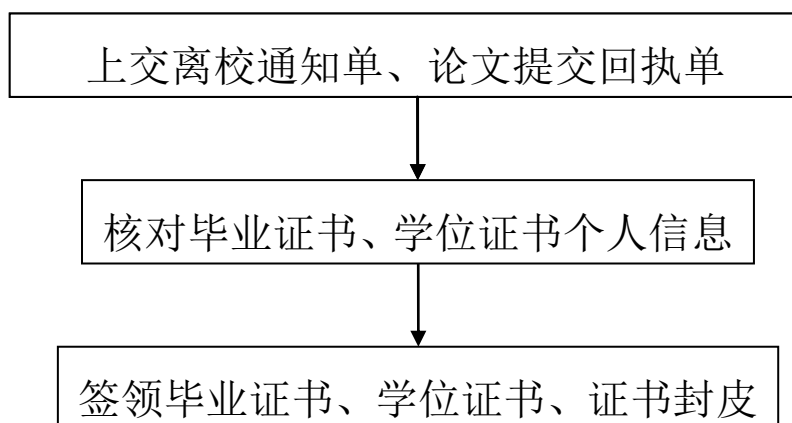 上交离校通知单、论文提交回执单
核对毕业证书、学位证书个人信息
签领毕业证书、学位证书、证书封皮